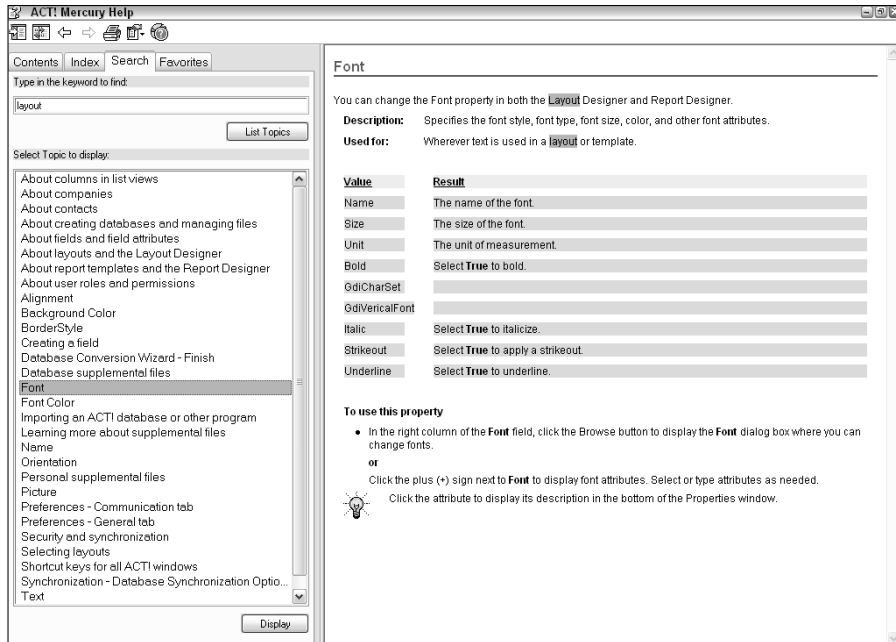 ACT! Mercury Help
Contents Index Search Favorites
Type in the keyword to find:
layout
List Topics
Select Topic to display:
About columns in list views
About companies
About contacts
About creating databases and managing files
About fields and field attributes
About layouts and the Layout Designer
About report templates and the Report Designer
About user roles and permissions
Alignment
Background Color
BorderStyle
Creating a field
Database Conversion Wizard - Finish
Database supplemental files
Font
Font Color
Importing an ACT! database or other program
Learning more about supplemental files
Name
Orientation
Personal supplemental files
Picture
Preferences - Communication tab
Preferences - General tab
Security and synchronization
Selecting layouts
Shortcut keys for all ACT! windows
Synchronization - Database Synchronization Optio...
Text
Display
Font
You can change the Font property in both the Layout Designer and Report Designer.
Description: Specifies the font style, font type, font size, color, and other font attributes.
Used for: Wherever text is used in a layout or template.
Value Result
Name The name of the font.
Size The size of the font.
Unit The unit of measurement.
Bold Select True to bold.
GdiCharSet
GdiVericalFont
Italic Select True to italicize.
Strikeout Select True to apply a strikeout.
Underline Select True to underline.
To use this property
• In the right column of the Font field, click the Browse button to display the Font dialog box where you can
change fonts.
or
Click the plus (+) sign next to Font to display font attributes. Select or type attributes as needed.
Click the attribute to display its description in the bottom of the Properties window.